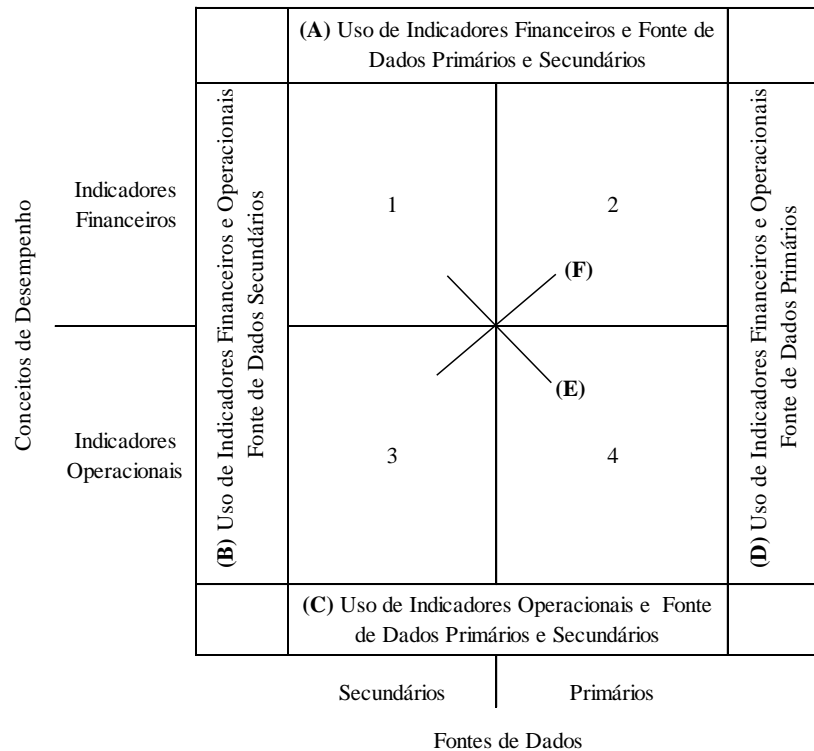 (A) Uso de Indicadores Financeiros e Fonte de
Dados Primários e Secundários
Conceitos de Desempenho
Indicadores
Financeiros
(B) Uso de Indicadores Financeiros e Operacionais
Fonte de Dados Secundários
1
2
(F)
(D) Uso de Indicadores Financeiros e Operacionais
Fonte de Dados Primários
Indicadores
Operacionais
3
(E)
4
(C) Uso de Indicadores Operacionais e Fonte
de Dados Primários e Secundários
Secundários
Primários
Fontes de Dados